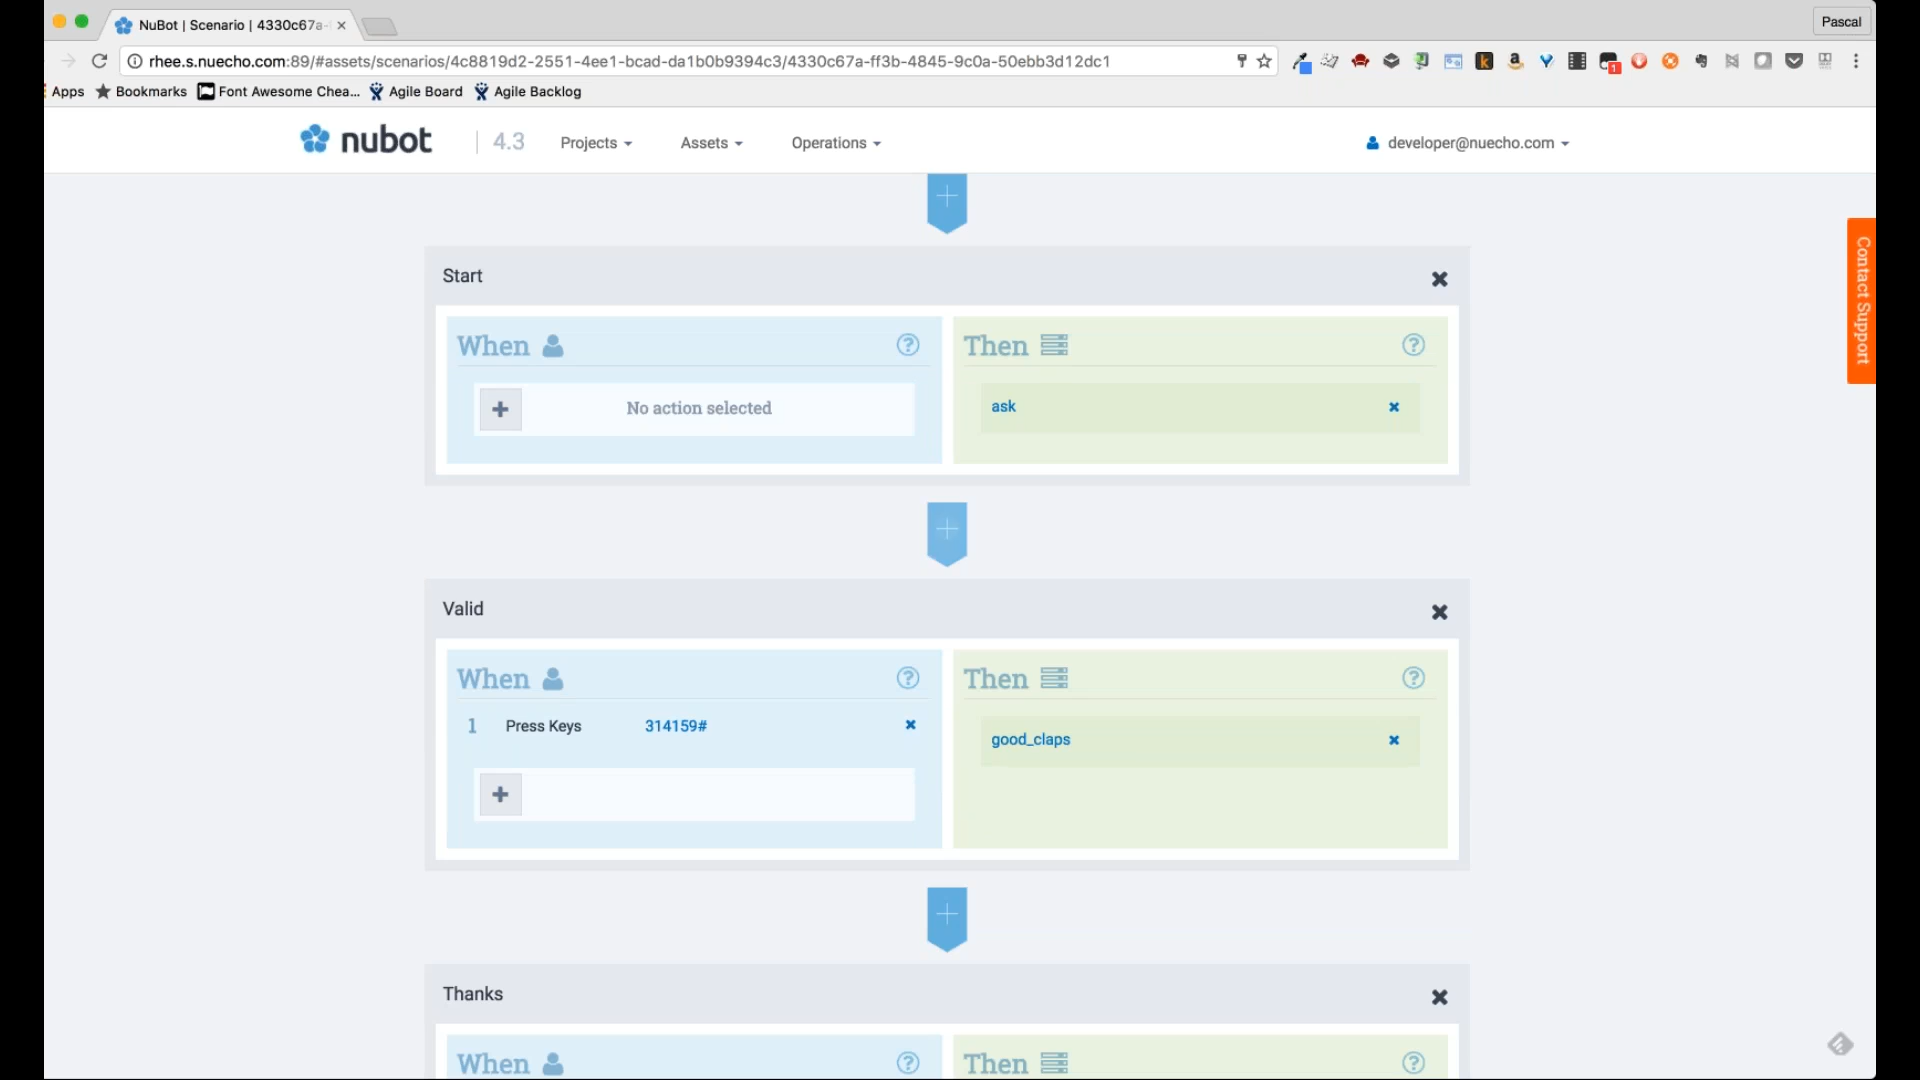 NuBot | Scenario | 4330c67a-
Pascal
rhee.s.nuecho.com:89/#assets/scenarios/4c8819d2-2551-4ee1-bcad-da1b0b9394c3/4330c67a-ff3b-4845-9c0a-50ebb3d12dc1
Apps Bookmarks Font Awesome Chea... Agile Board Agile Backlog
nubot 4.3 Projects Assets Operations developer@nuecho.com
Contact Support
Start
When Then
No action selected ask
Valid
When Then
1 Press Keys 314159# good_claps
Thanks
When Then